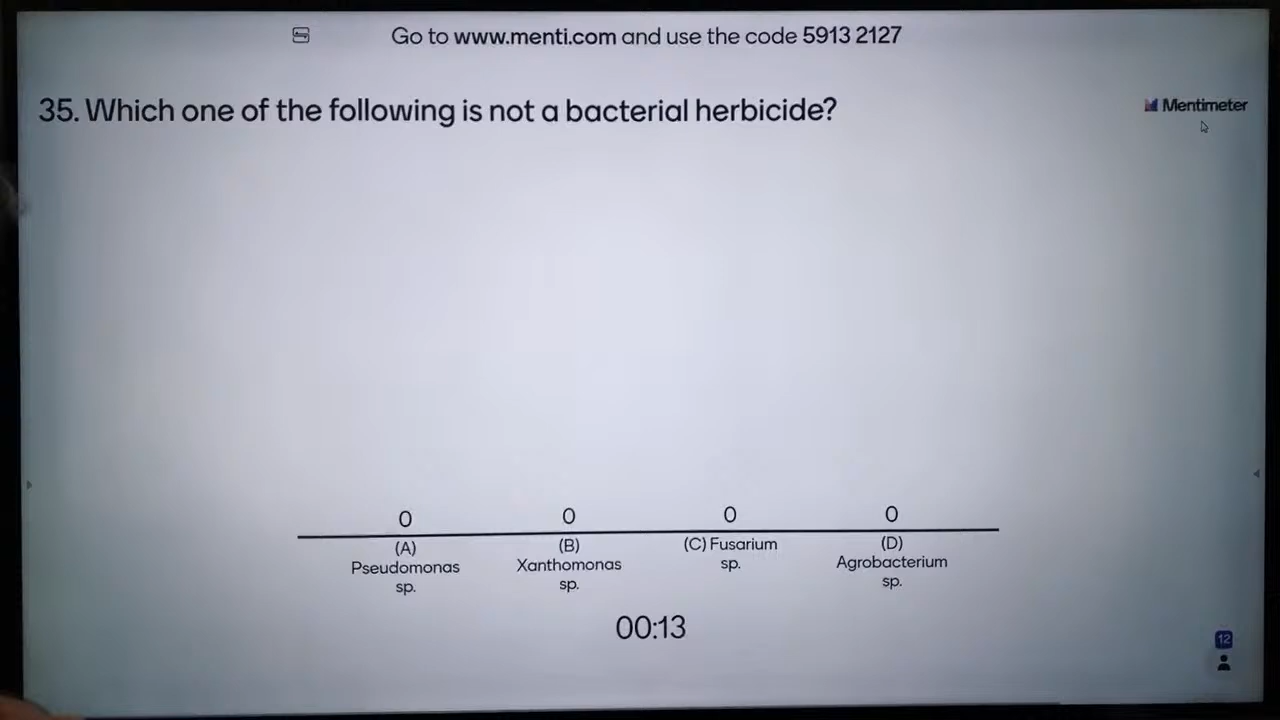 Go to www.menti.com and use the code 5913 2127
35. Which one of the following is not a bacterial herbicide?
Mentimeter
0
0
0
0
(A)
Pseudomonas
sp.
(B)
Xanthomonas
sp.
(C) Fusarium
sp.
(D)
Agrobacterium
sp.
00:13
12